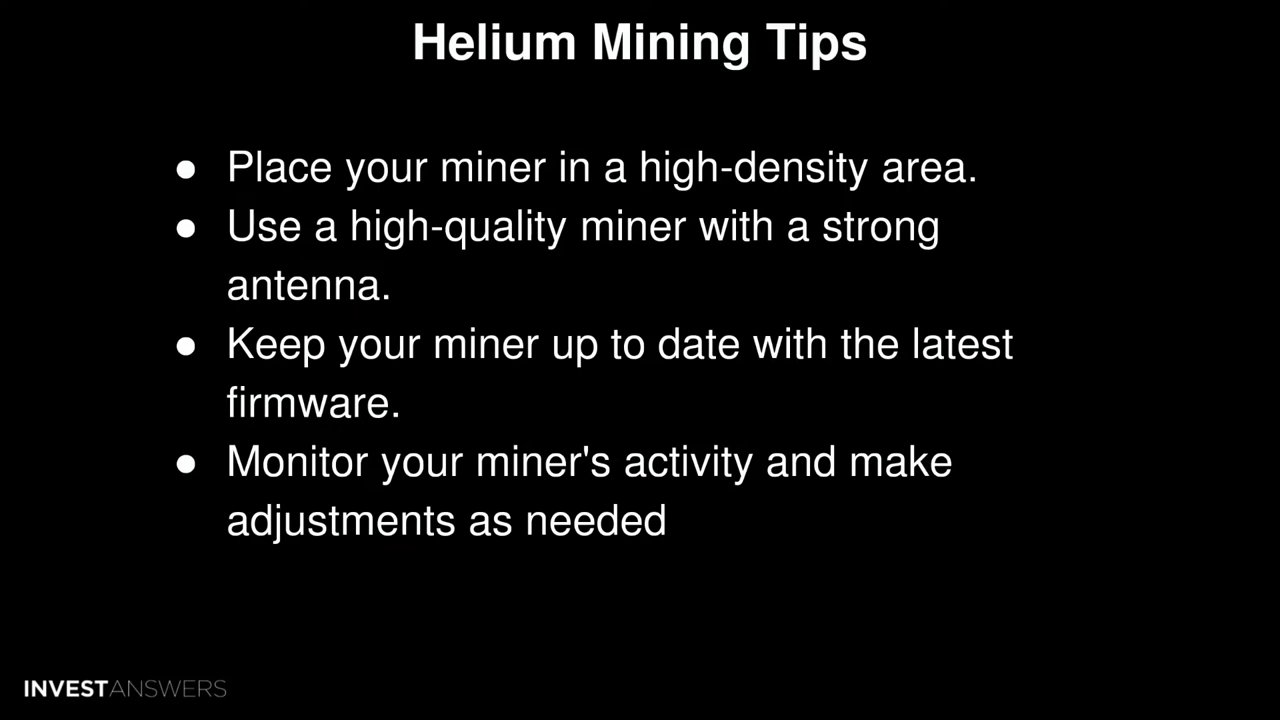 Helium Mining Tips
● Place your miner in a high-density area.
● Use a high-quality miner with a strong
antenna.
● Keep your miner up to date with the latest
firmware.
● Monitor your miner's activity and make
adjustments as needed
INVESTANSWERS